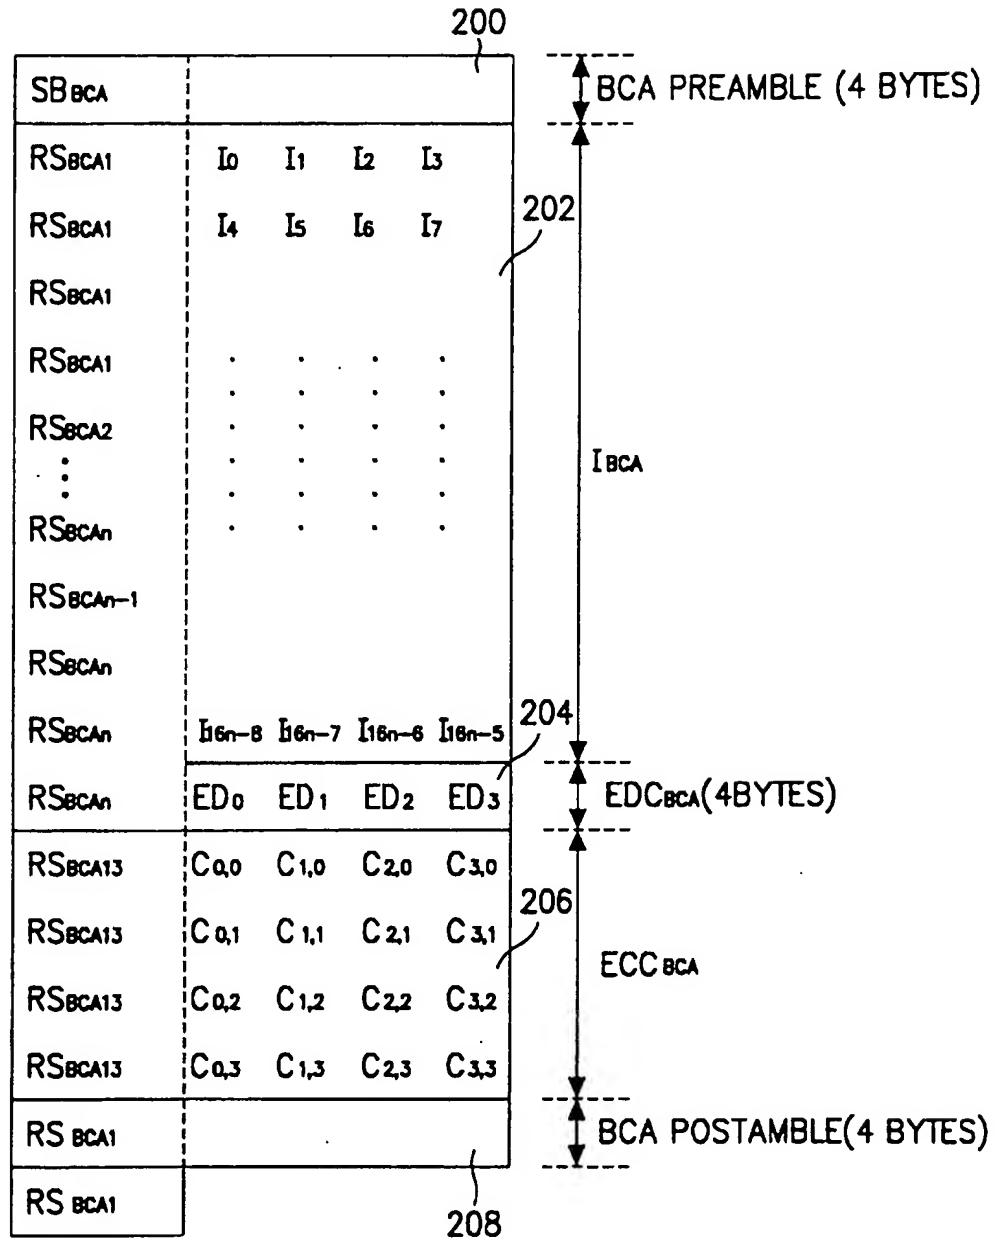 200
SBBCA BCA PREAMBLE (4 BYTES)
RSBCA1 I0 I1 I2 I3
202
RSBCA1 I4 I5 I6 I7
RSBCA1
RSBCA1 . . . .
. . . .
RSBCA2 . . . .
⋮ . . . . IBCA
. . . .
RSBCAn . . . .
RSBCAn-1
RSBCAn
204
RSBCAn I16n-8 I16n-7 I16n-6 I16n-5
RSBCAn ED0 ED1 ED2 ED3 EDCBCA(4BYTES)
RSBCA13 C0,0 C1,0 C2,0 C3,0
206
RSBCA13 C0,1 C1,1 C2,1 C3,1
ECCBCA
RSBCA13 C0,2 C1,2 C2,2 C3,2
RSBCA13 C0,3 C1,3 C2,3 C3,3
RS BCA1 BCA POSTAMBLE(4 BYTES)
RS BCA1
208